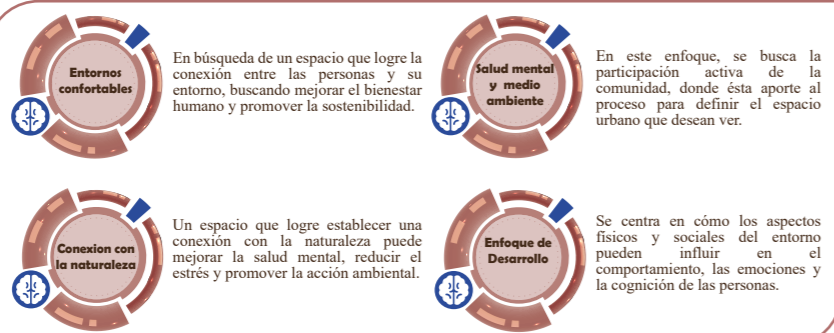 Entornos
confortables
En búsqueda de un espacio que logre la
conexión entre las personas y su
entorno, buscando mejorar el bienestar
humano y promover la sostenibilidad.
Salud mental
y medio
ambiente
En este enfoque, se busca la
participación activa de la
comunidad, donde ésta aporte al
proceso para definir el espacio
urbano que desean ver.
Conexion con
la naturaleza
Un espacio que logre establecer una
conexión con la naturaleza puede
mejorar la salud mental, reducir el
estrés y promover la acción ambiental.
Enfoque de
Desarrollo
Se centra en cómo los aspectos
físicos y sociales del entorno
pueden influir en el
comportamiento, las emociones y
la cognición de las personas.